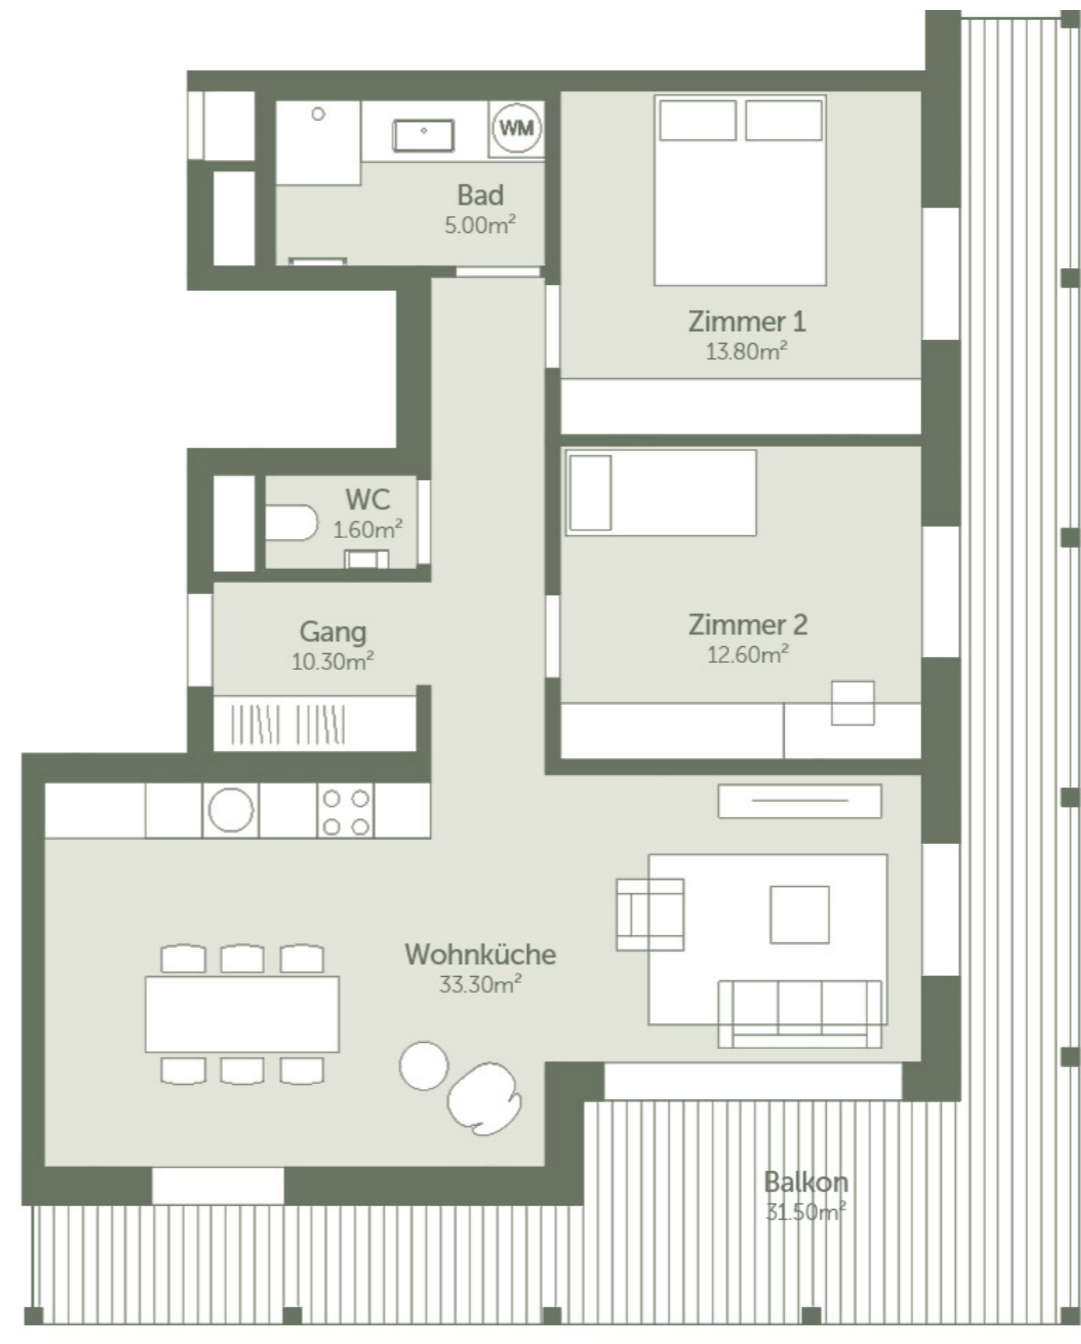 WM
Bad
5.00m²
Zimmer 1
13.80m²
WC
1.60m²
Gang
10.30m²
Zimmer 2
12.60m²
Wohnküche
33.30m²
Balkon
31.50m²